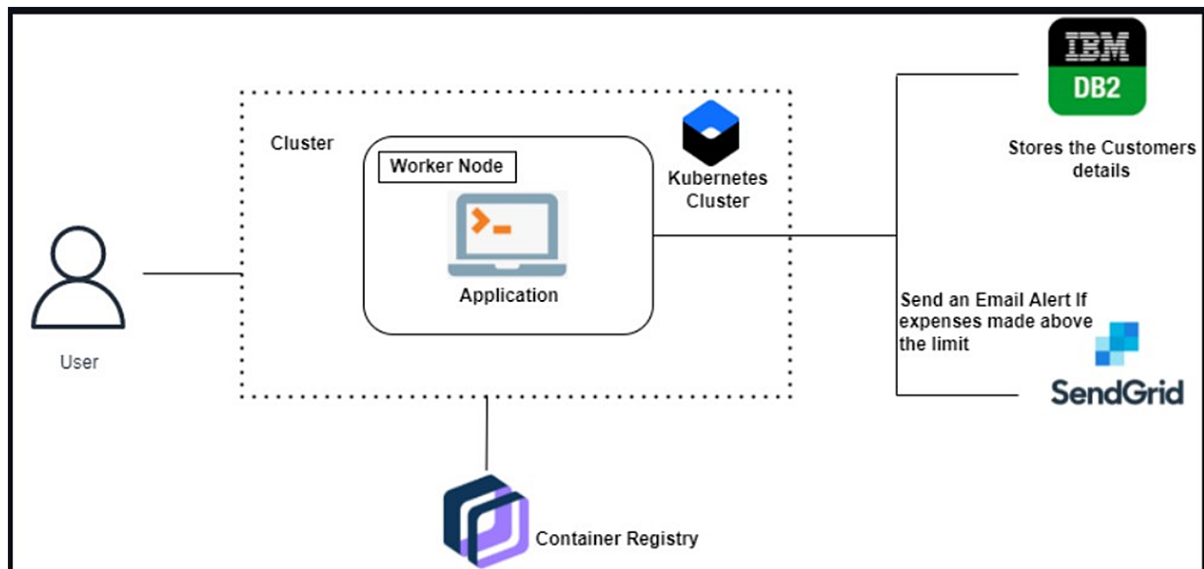 IBM
DB2
Stores the Customers
details
Cluster
Worker Node
Kubernetes
Cluster
Application
User
Send an Email Alert If
expenses made above
the limit
SendGrid
Container Registry